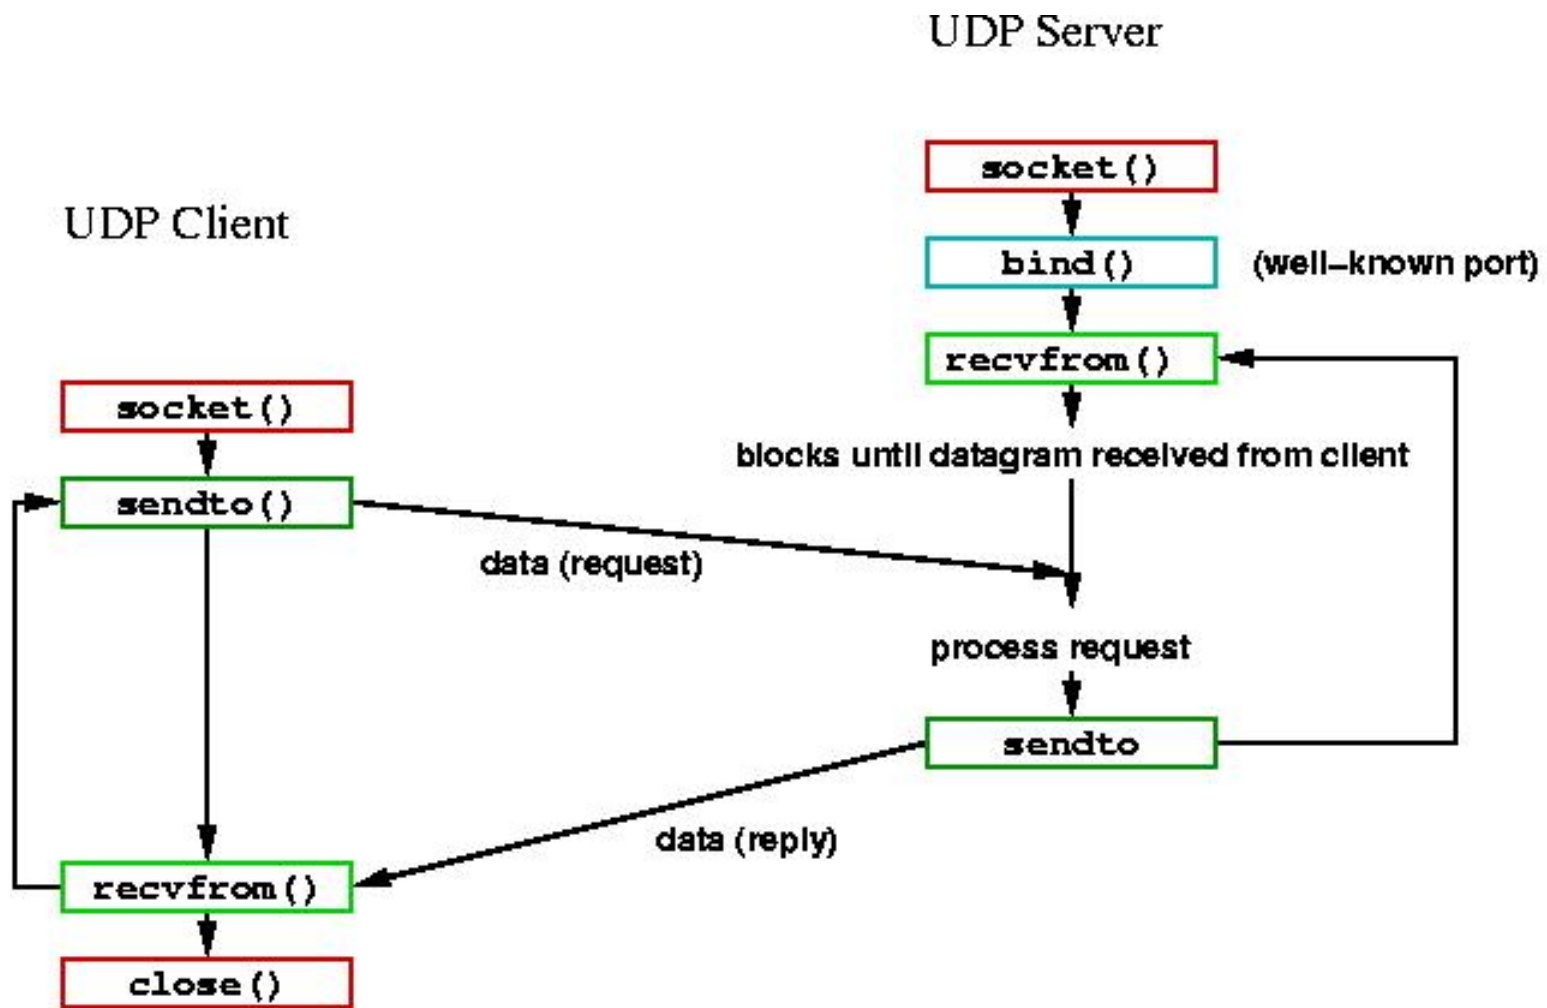 UDP Server
socket()
UDP Client
bind()
(well-known port)
recvfrom()
socket()
blocks until datagram received from client
sendto()
data (request)
process request
sendto
data (reply)
recvfrom()
close()